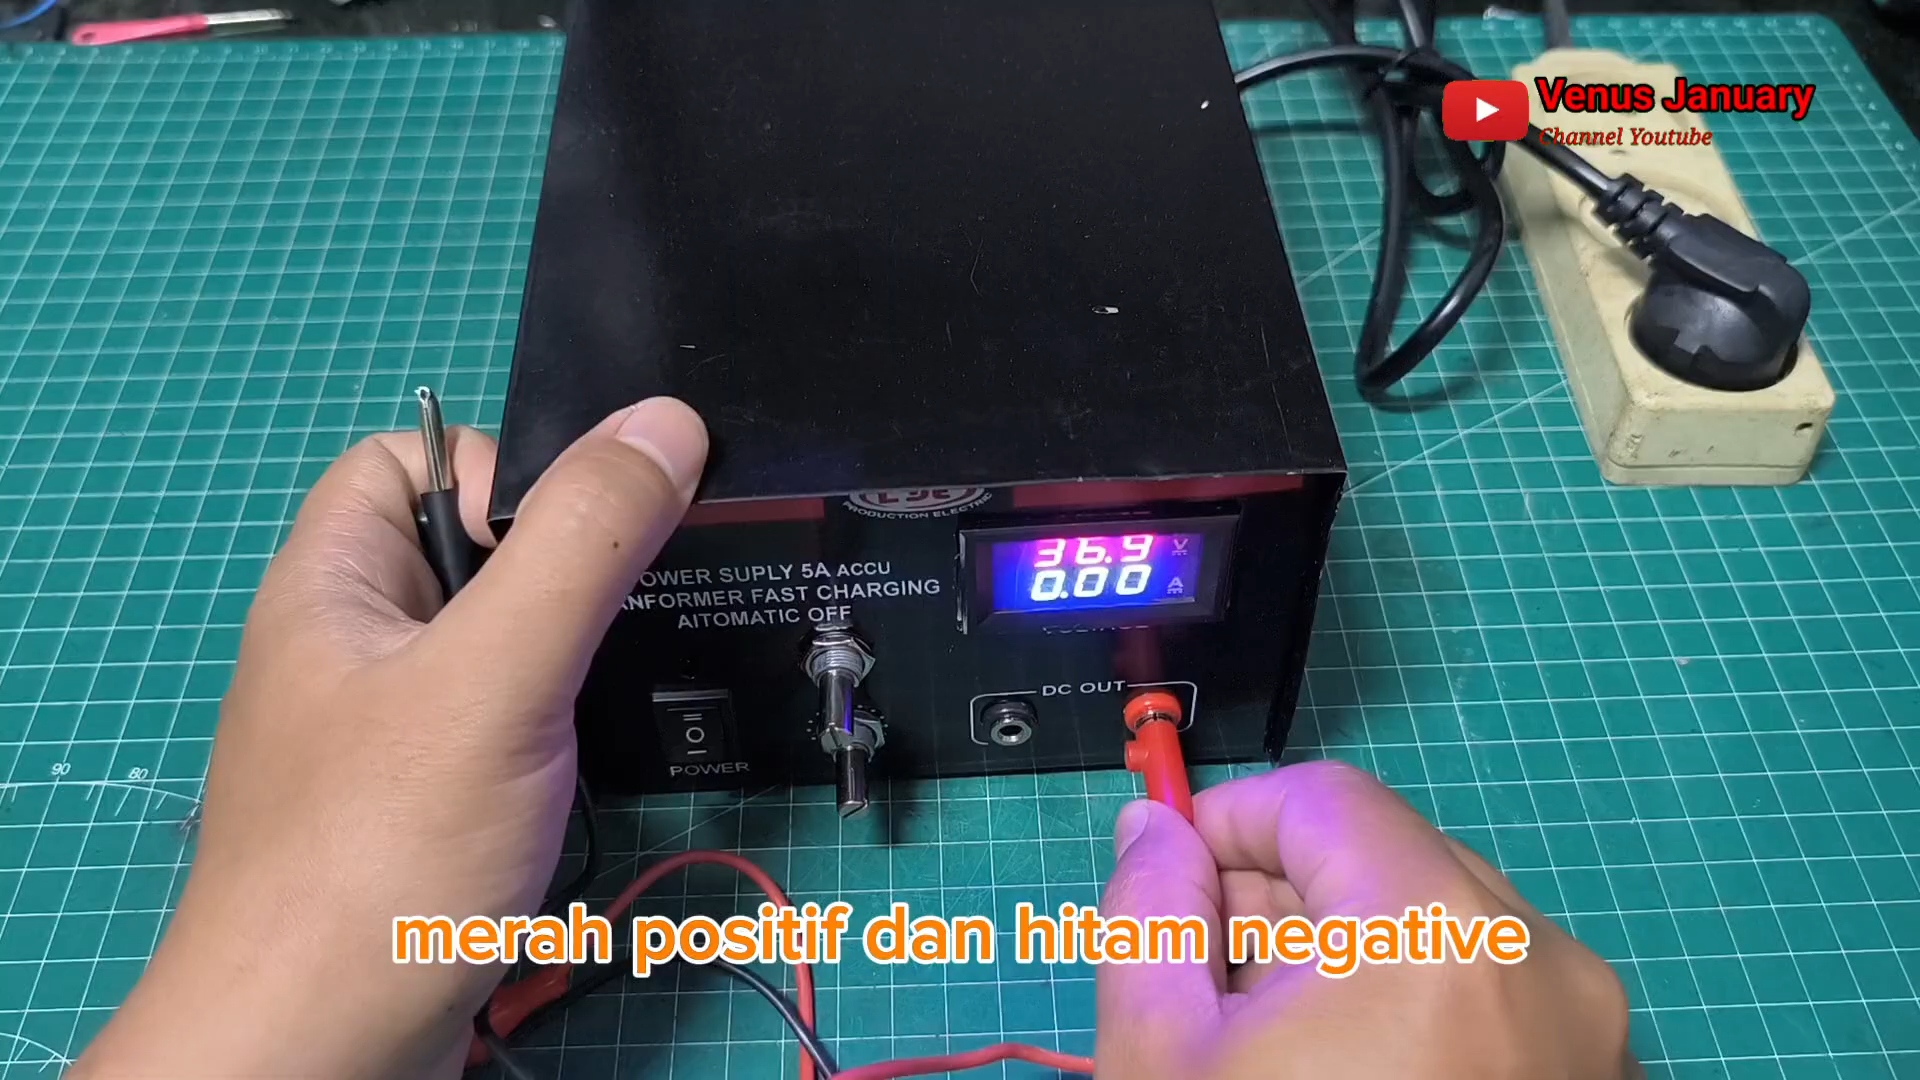 Venus January
Channel Youtube
PRODUCTION ELECTRIC
36.9 V
0.00 A
OWER SUPLY 5A ACCU
ANFORMER FAST CHARGING
AITOMATIC OFF
DC OUT
POWER
90
80
merah positif dan hitam negative